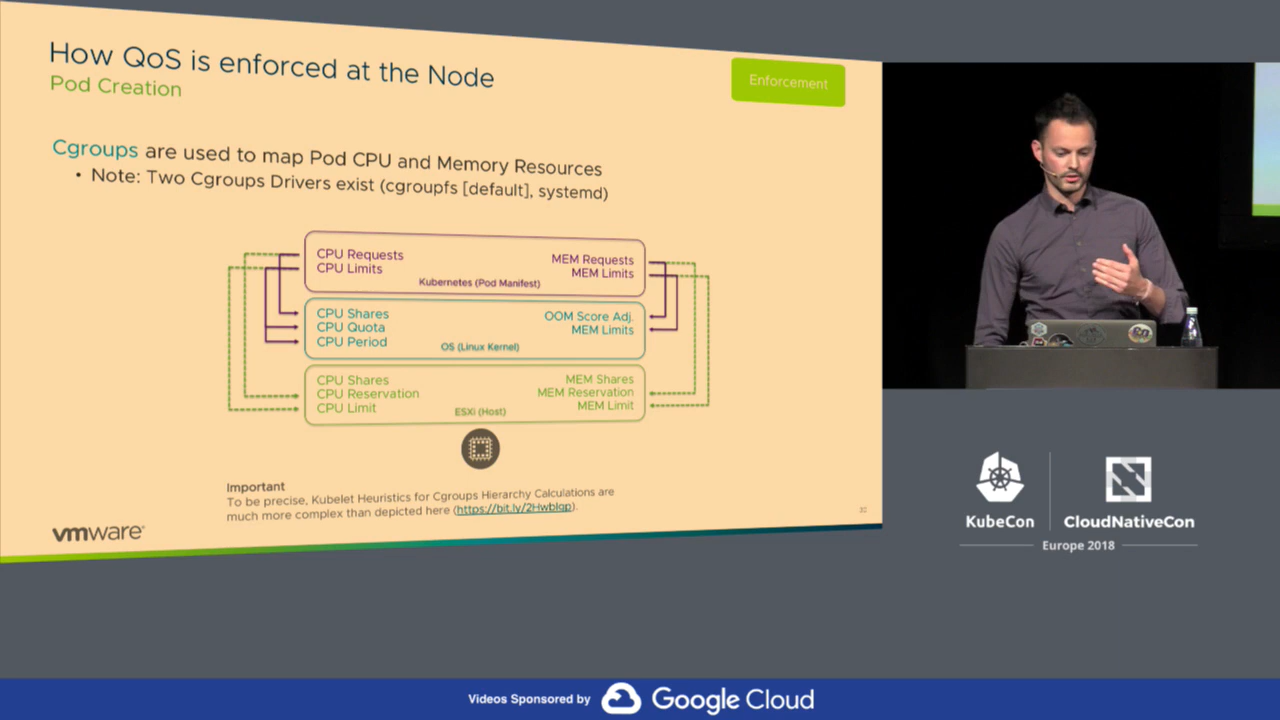 How QoS is enforced at the Node
Pod Creation
Enforcement
Cgroups are used to map Pod CPU and Memory Resources
• Note: Two Cgroups Drivers exist (cgroupfs [default], systemd)
CPU Requests
CPU Limits
MEM Requests
MEM Limits
Kubernetes (Pod Manifest)
CPU Shares
CPU Quota
CPU Period
OOM Score Adj.
MEM Limits
OS (Linux Kernel)
CPU Shares
CPU Reservation
CPU Limit
MEM Shares
MEM Reservation
MEM Limit
ESXi (Host)
Important
To be precise, Kubelet Heuristics for Cgroups Hierarchy Calculations are
much more complex than depicted here (https://bit.ly/2Hwblqp).
vmware
KubeCon
CloudNativeCon
Europe 2018
Videos Sponsored by
Google Cloud